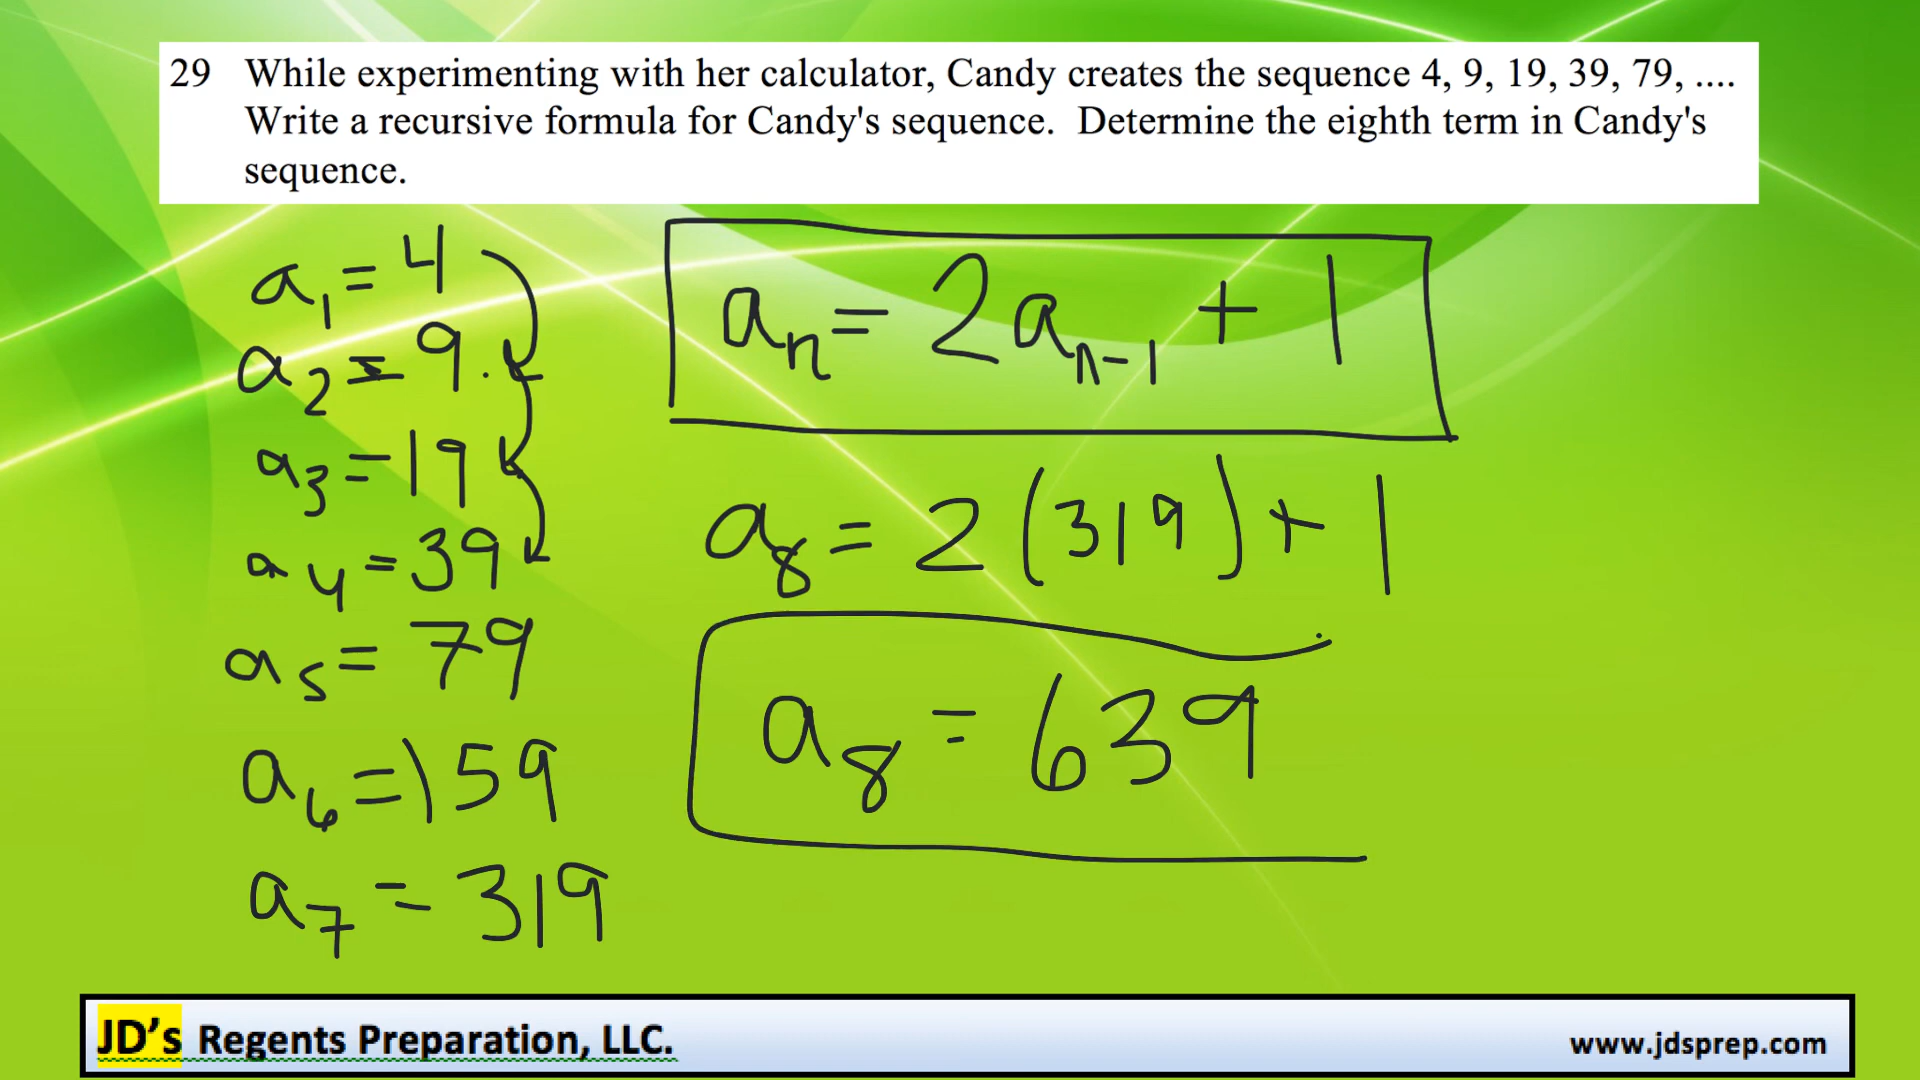 29 While experimenting with her calculator, Candy creates the sequence 4, 9, 19, 39, 79, ....
Write a recursive formula for Candy's sequence. Determine the eighth term in Candy's
sequence.
a₁ = 4
a₂ = 9
a₃ = 19
a₄ = 39
a₅ = 79
a₆ = 159
a₇ = 319
aₙ = 2aₙ₋₁ + 1
a₈ = 2(319) + 1
a₈ = 639
JD's Regents Preparation, LLC.
www.jdsprep.com